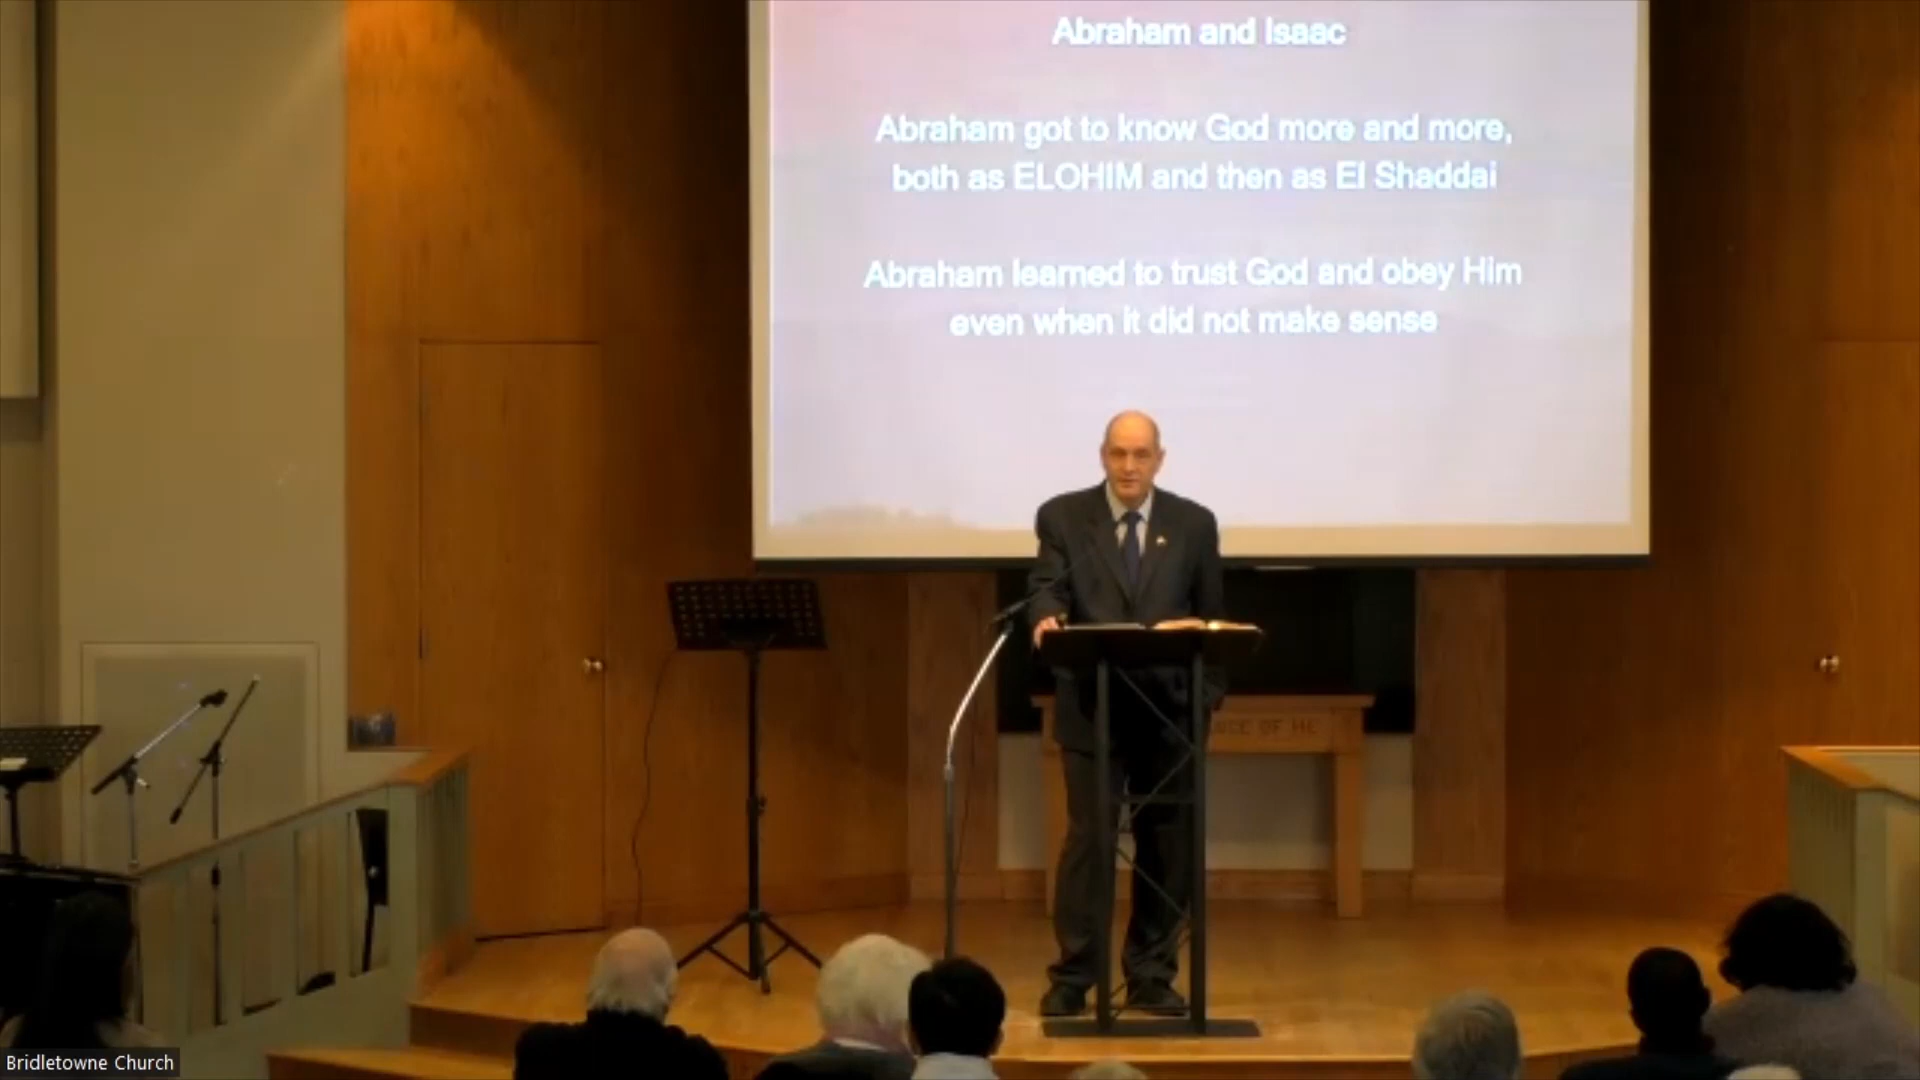 Abraham and Isaac
Abraham got to know God more and more,
both as ELOHIM and then as El Shaddai
Abraham learned to trust God and obey Him
even when it did not make sense
OF
Bridletowne Church